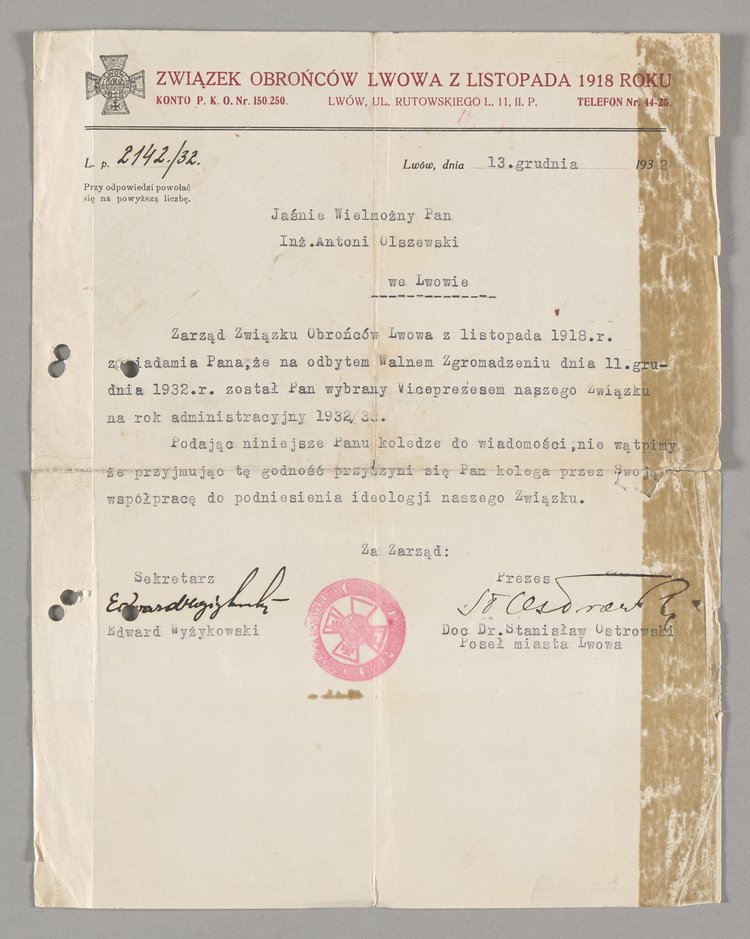 ZWIĄZEK OBROŃCÓW LWOWA Z LISTOPADA 1918 ROKU
KONTO P. K. O. Nr. 150.250. LWÓW, UL. RUTOWSKIEGO L. 11, II. P. TELEFON Nr. 44-25.
L. p. 2142./32. Lwów, dnia 13.grudnia 1932
Przy odpowiedzi powołać
się na powyższą liczbę.
Jaśnie Wielmożny Pan
Inż.Antoni Olszewski
we Lwowie
Zarząd Związku Obrońców Lwowa z listopada 1918.r.
zawiadamia Pana,że na odbytem Walnem Zgromadzeniu dnia 11.gru-
dnia 1932.r. został Pan wybrany Viceprezesem naszego Związku
na rok administracyjny 1932/33.
Podając niniejsze Panu koledze do wiadomości,nie wątpimy
że przyjmując tę godność przyczyni się Pan kolega przez Swoją
współpracę do podniesienia ideologji naszego Związku.
Za Zarząd:
Sekretarz Prezes
Edward Wyżykowski St Ostrowski
Edward Wyżykowski Doc Dr.Stanisław Ostrowski
Poseł miasta Lwowa